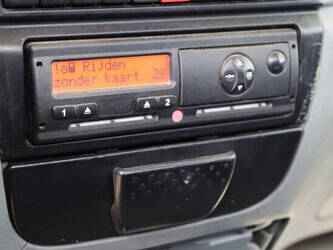 ! Rijden
zonder kaart 28
1 2